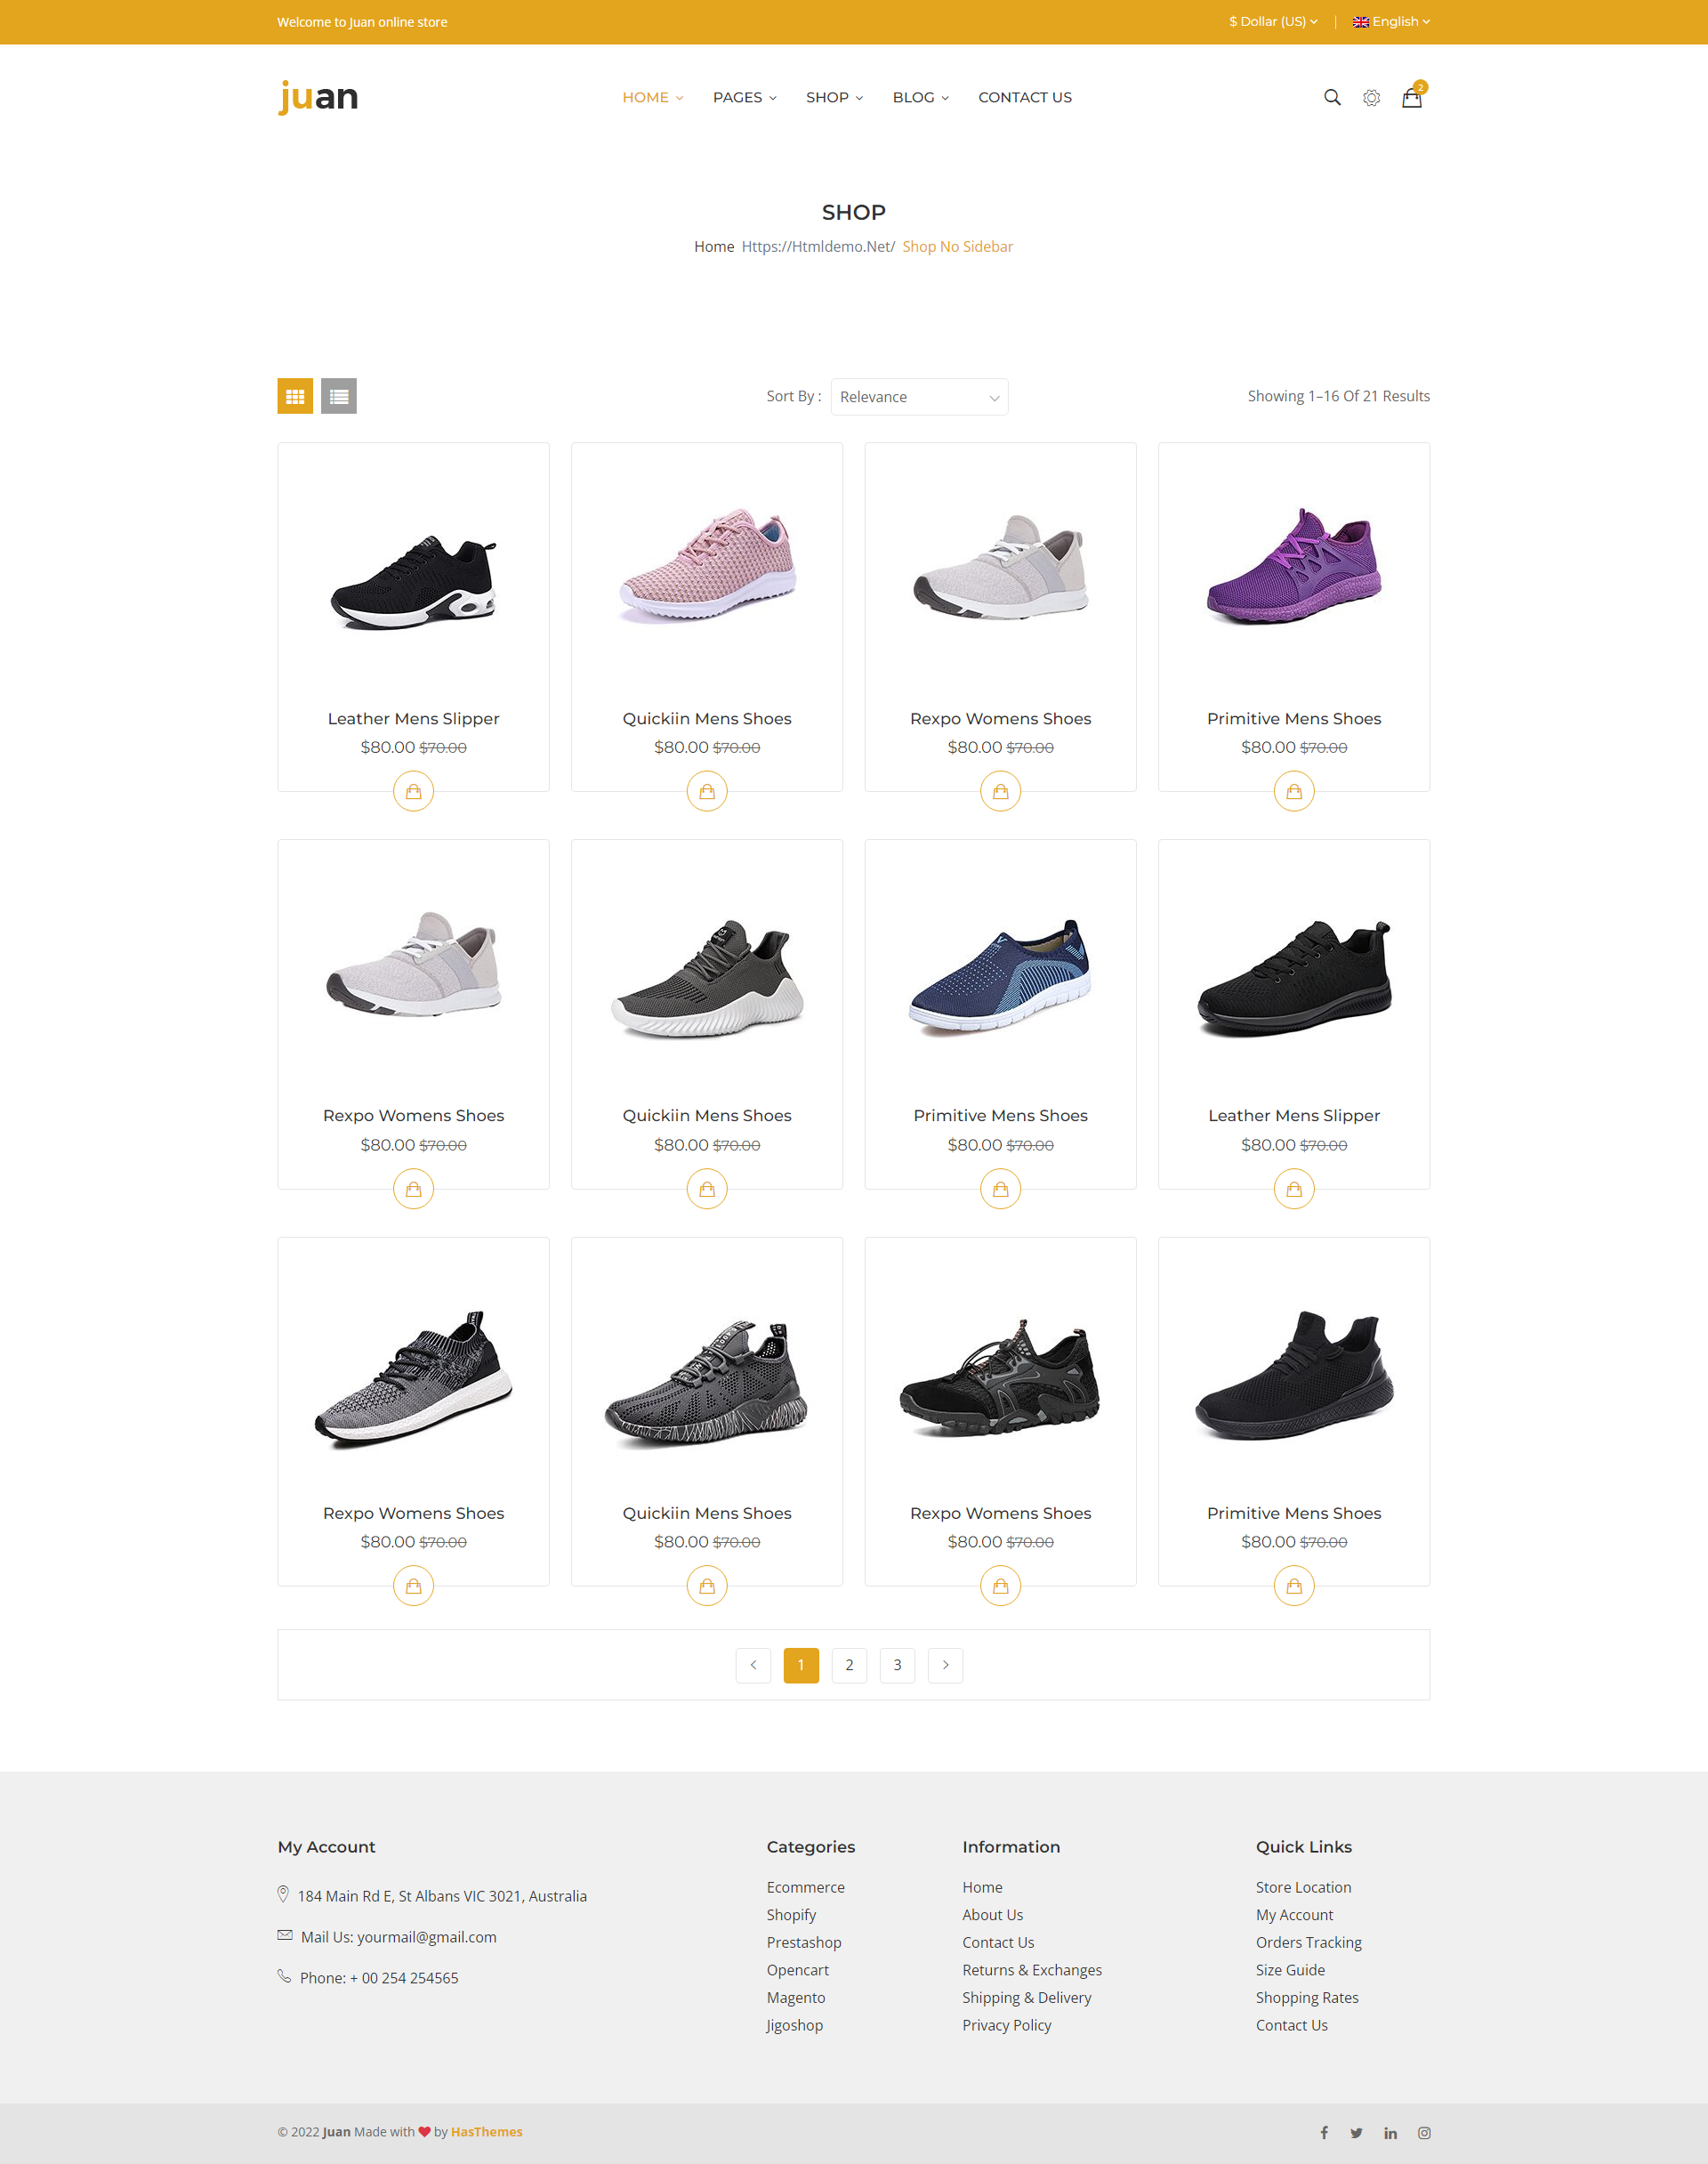 Welcome to Juan online store
$ Dollar (US)
English
juan
HOME PAGES SHOP BLOG CONTACT US
2
SHOP
Home Https://Htmldemo.Net/ Shop No Sidebar
Sort By : Relevance
Showing 1–16 Of 21 Results
Leather Mens Slipper
$80.00 $70.00
Quickiin Mens Shoes
$80.00 $70.00
Rexpo Womens Shoes
$80.00 $70.00
Primitive Mens Shoes
$80.00 $70.00
Rexpo Womens Shoes
$80.00 $70.00
Quickiin Mens Shoes
$80.00 $70.00
Primitive Mens Shoes
$80.00 $70.00
Leather Mens Slipper
$80.00 $70.00
Rexpo Womens Shoes
$80.00 $70.00
Quickiin Mens Shoes
$80.00 $70.00
Rexpo Womens Shoes
$80.00 $70.00
Primitive Mens Shoes
$80.00 $70.00
1 2 3
My Account
184 Main Rd E, St Albans VIC 3021, Australia
Mail Us: yourmail@gmail.com
Phone: + 00 254 254565
Categories
Ecommerce
Shopify
Prestashop
Opencart
Magento
Jigoshop
Information
Home
About Us
Contact Us
Returns & Exchanges
Shipping & Delivery
Privacy Policy
Quick Links
Store Location
My Account
Orders Tracking
Size Guide
Shopping Rates
Contact Us
© 2022 Juan Made with ❤ by HasThemes